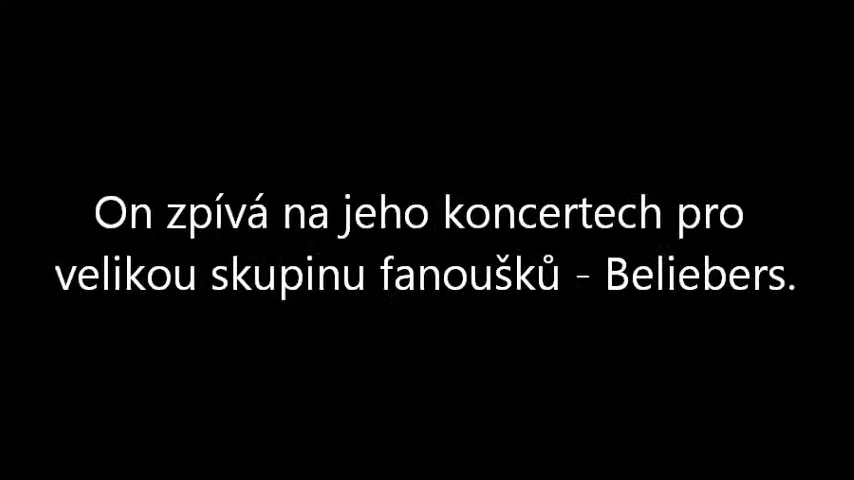 On zpívá na jeho koncertech pro
velikou skupinu fanoušků - Beliebers.